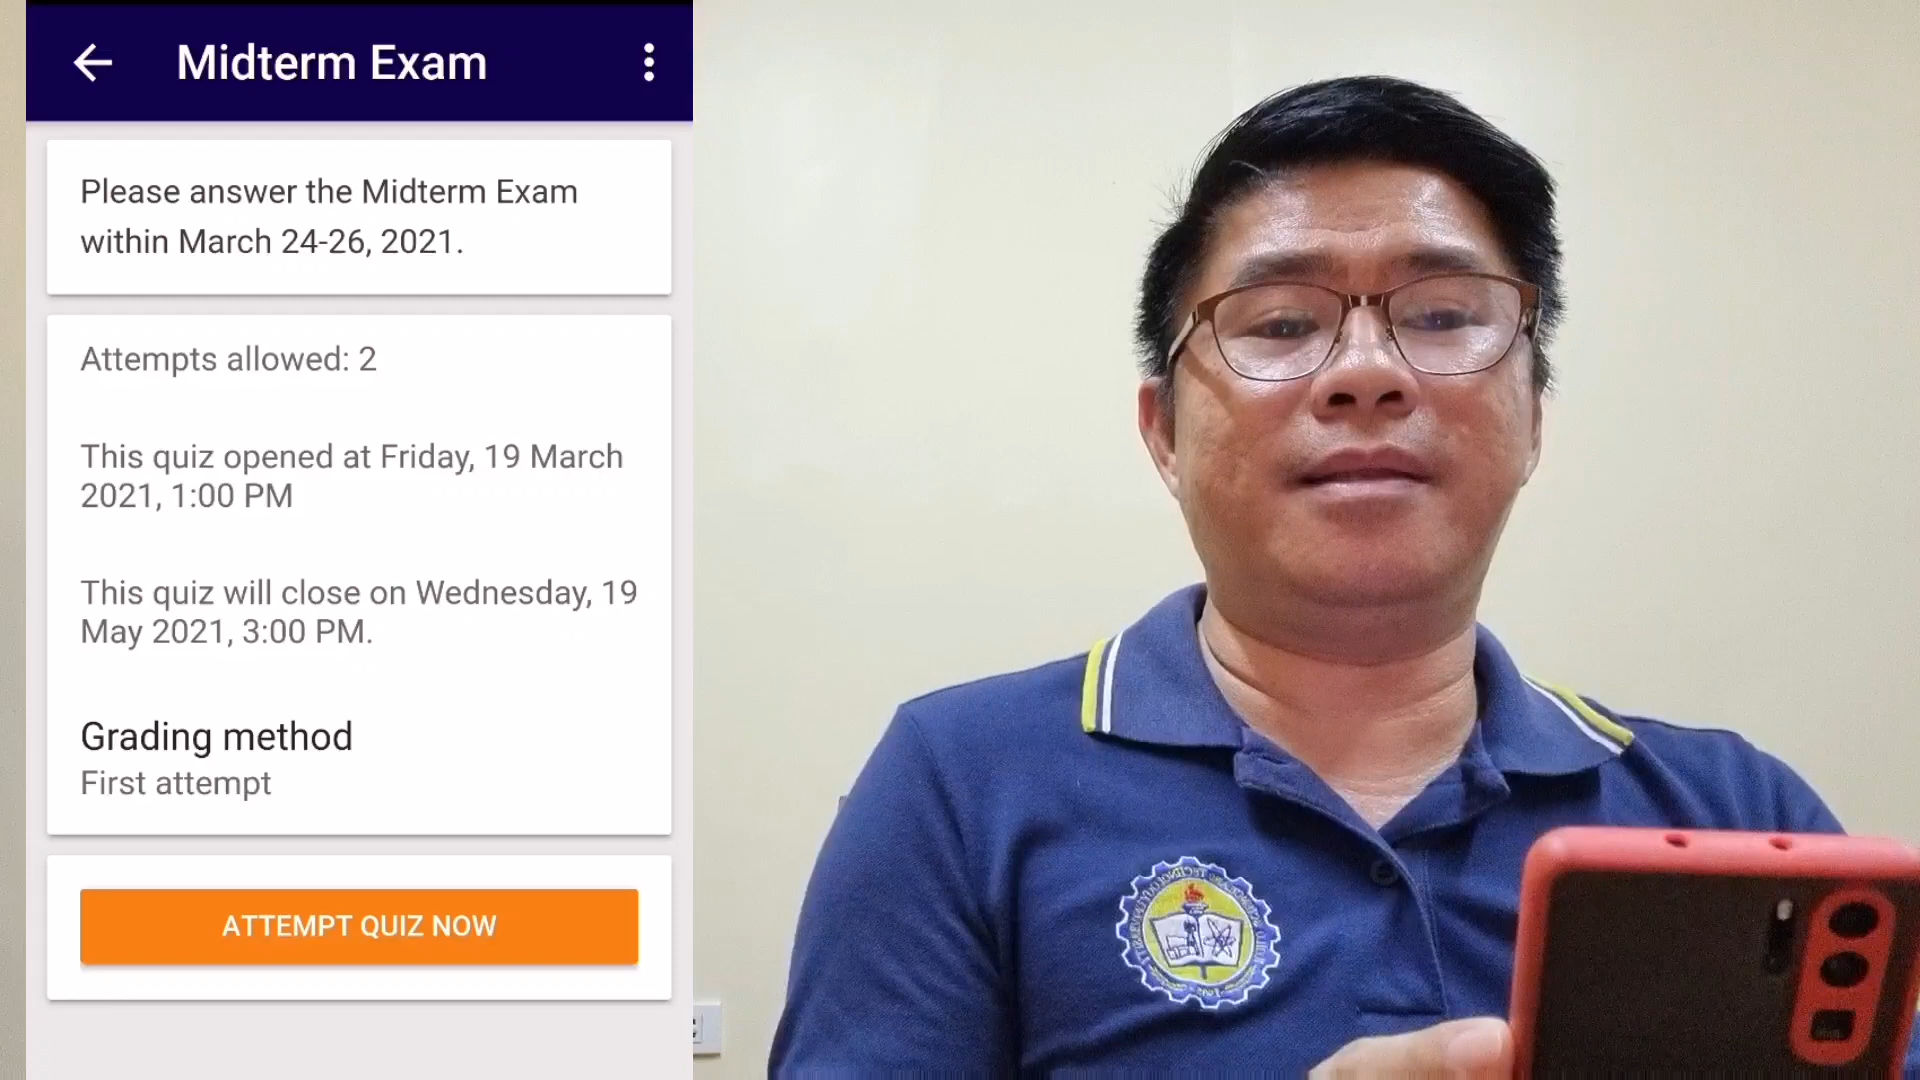 Midterm Exam
Please answer the Midterm Exam
within March 24-26, 2021.
Attempts allowed: 2
This quiz opened at Friday, 19 March
2021, 1:00 PM
This quiz will close on Wednesday, 19
May 2021, 3:00 PM.
Grading method
First attempt
ATTEMPT QUIZ NOW